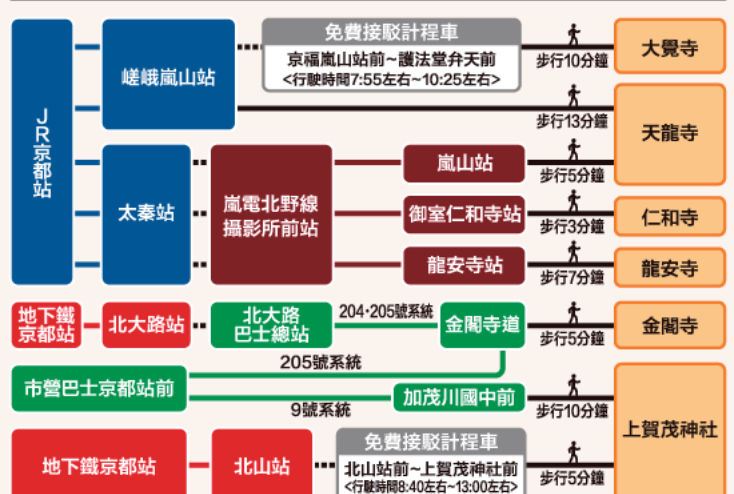 JR京都站
嵯峨嵐山站
免費接駁計程車
京福嵐山站前~護法堂弁天前
<行駛時間7:55左右~10:25左右>
步行10分鐘
大覺寺
步行13分鐘
天龍寺
太秦站
嵐電北野線
攝影所前站
嵐山站
步行5分鐘
御室仁和寺站
步行3分鐘
仁和寺
龍安寺站
步行7分鐘
龍安寺
地下鐵
京都站
北大路站
北大路
巴士總站
204・205號系統
金閣寺道
步行5分鐘
金閣寺
205號系統
市營巴士京都站前
9號系統
加茂川國中前
步行10分鐘
上賀茂神社
地下鐵京都站
北山站
免費接駁計程車
北山站前~上賀茂神社前
<行駛時間8:40左右~13:00左右>
步行5分鐘